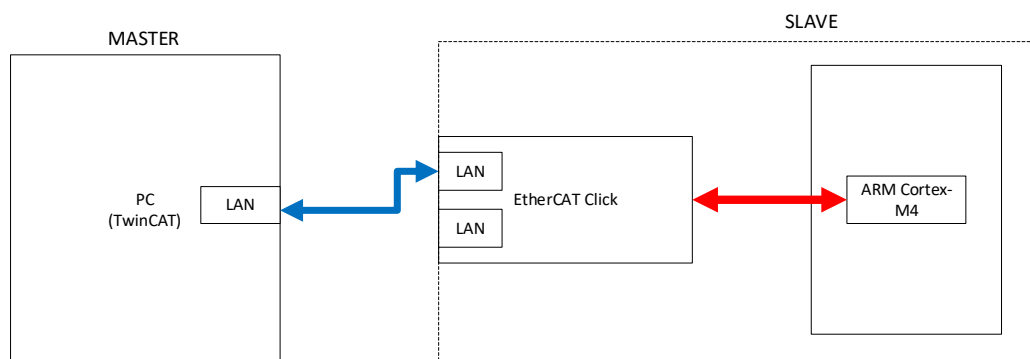 MASTER
SLAVE
PC
(TwinCAT)
LAN
LAN
LAN
EtherCAT Click
ARM Cortex-
M4